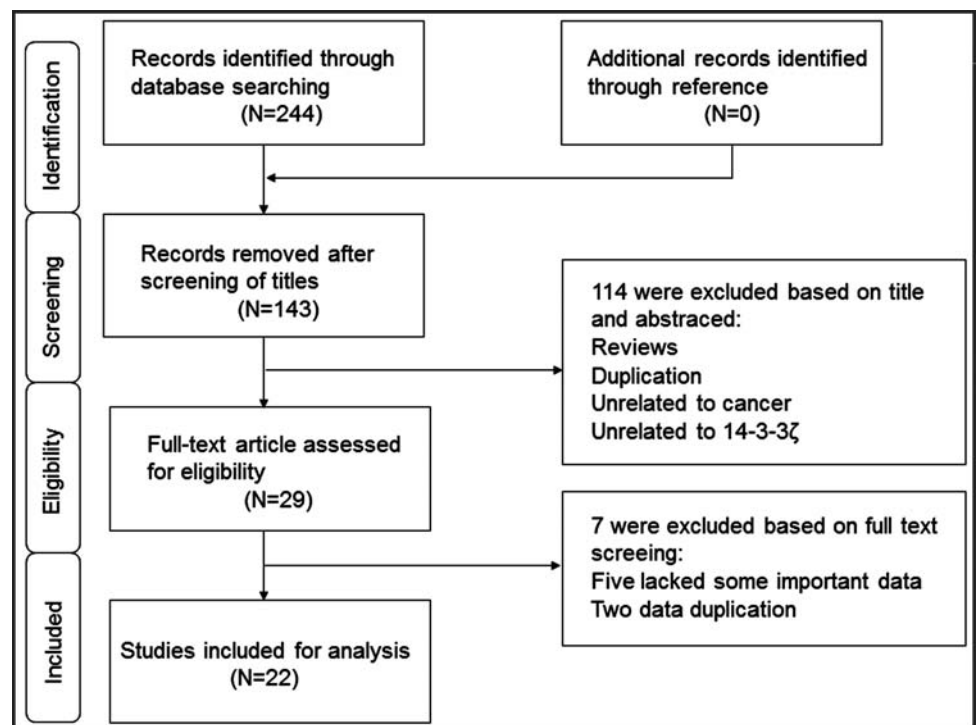 Identification
Records identified through
database searching
(N=244)
Additional records identified
through reference
(N=0)
Screening
Records removed after
screening of titles
(N=143)
114 were excluded based on title
and abstraced:
Reviews
Duplication
Unrelated to cancer
Unrelated to 14-3-3ζ
Eligibility
Full-text article assessed
for eligibility
(N=29)
7 were excluded based on full text
screeing:
Five lacked some important data
Two data duplication
Included
Studies included for analysis
(N=22)